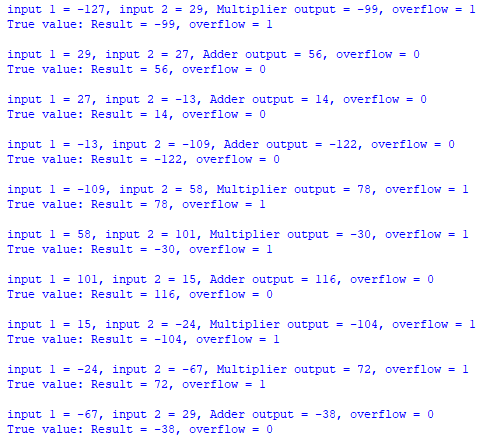 input 1 = -127, input 2 = 29, Multiplier output = -99, overflow = 1
True value: Result = -99, overflow = 1
input 1 = 29, input 2 = 27, Adder output = 56, overflow = 0
True value: Result = 56, overflow = 0
input 1 = 27, input 2 = -13, Adder output = 14, overflow = 0
True value: Result = 14, overflow = 0
input 1 = -13, input 2 = -109, Adder output = -122, overflow = 0
True value: Result = -122, overflow = 0
input 1 = -109, input 2 = 58, Multiplier output = 78, overflow = 1
True value: Result = 78, overflow = 1
input 1 = 58, input 2 = 101, Multiplier output = -30, overflow = 1
True value: Result = -30, overflow = 1
input 1 = 101, input 2 = 15, Adder output = 116, overflow = 0
True value: Result = 116, overflow = 0
input 1 = 15, input 2 = -24, Multiplier output = -104, overflow = 1
True value: Result = -104, overflow = 1
input 1 = -24, input 2 = -67, Multiplier output = 72, overflow = 1
True value: Result = 72, overflow = 1
input 1 = -67, input 2 = 29, Adder output = -38, overflow = 0
True value: Result = -38, overflow = 0